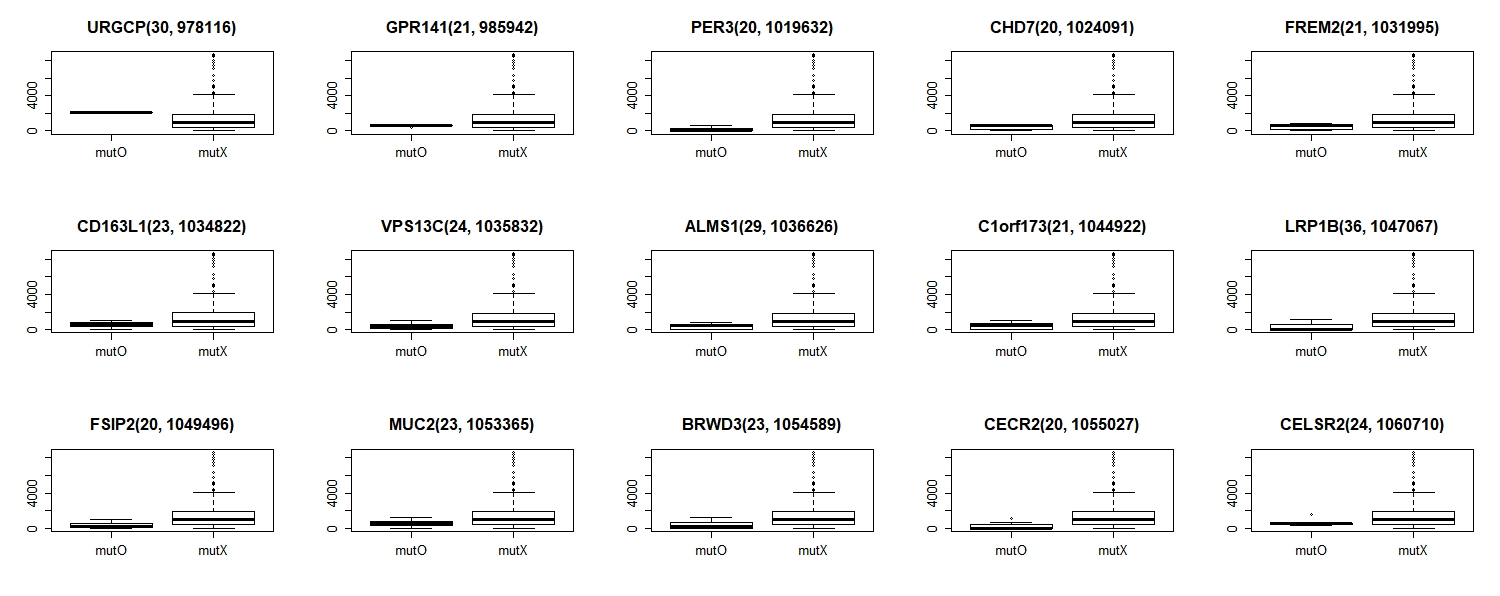 URGCP(30, 978116) GPR141(21, 985942) PER3(20, 1019632) CHD7(20, 1024091) FREM2(21, 1031995)
4000 4000 4000 4000 4000
0 0 0 0 0
mutO mutX mutO mutX mutO mutX mutO mutX mutO mutX
CD163L1(23, 1034822) VPS13C(24, 1035832) ALMS1(29, 1036626) C1orf173(21, 1044922) LRP1B(36, 1047067)
4000 4000 4000 4000 4000
0 0 0 0 0
mutO mutX mutO mutX mutO mutX mutO mutX mutO mutX
FSIP2(20, 1049496) MUC2(23, 1053365) BRWD3(23, 1054589) CECR2(20, 1055027) CELSR2(24, 1060710)
4000 4000 4000 4000 4000
0 0 0 0 0
mutO mutX mutO mutX mutO mutX mutO mutX mutO mutX